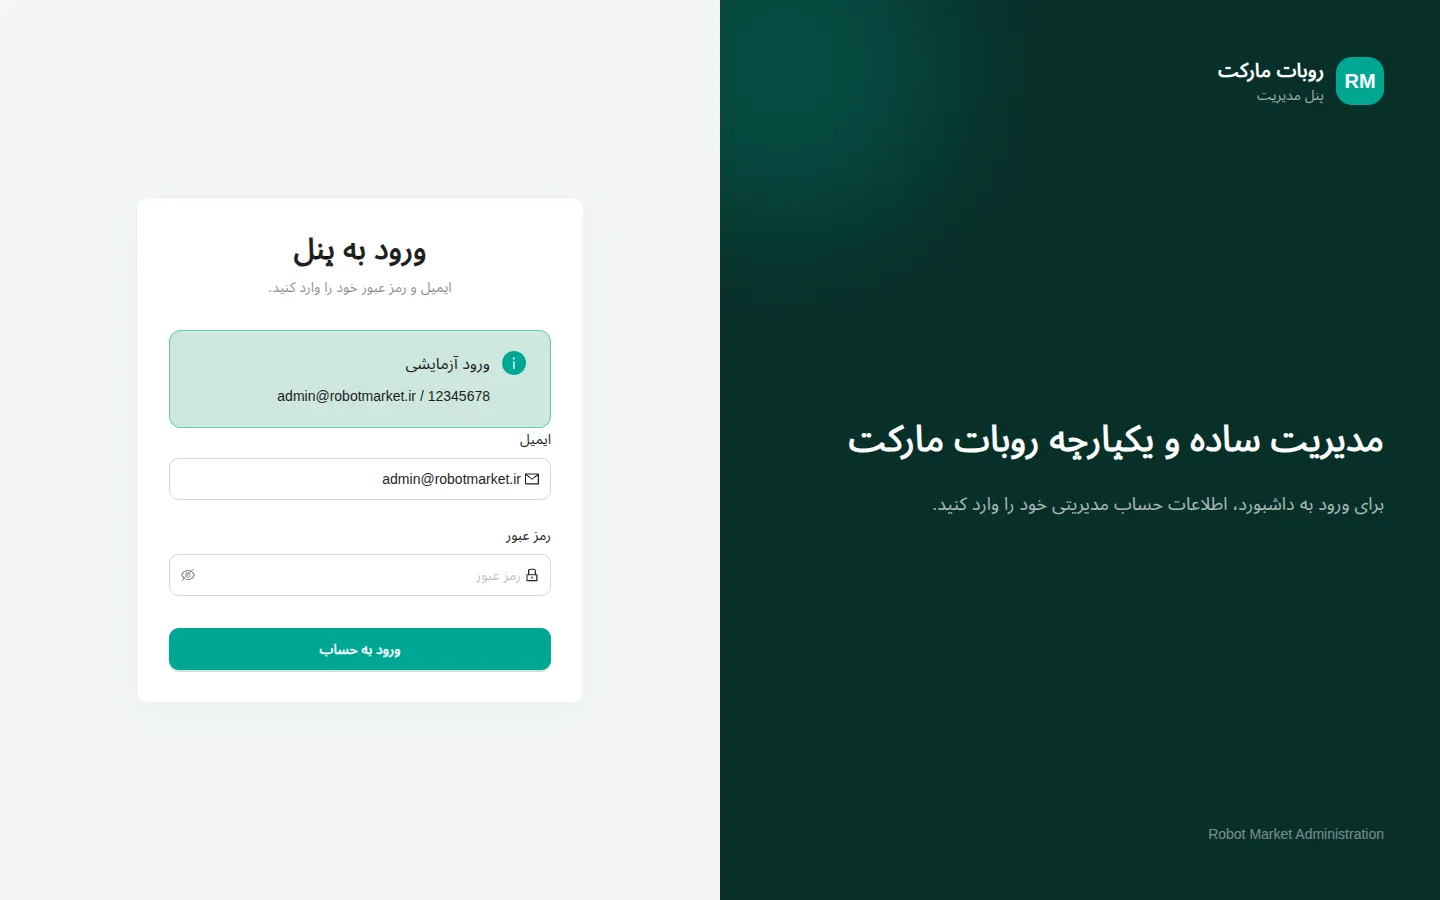 RM
روبات مارکت
پنل مدیریت
مدیریت ساده و یکپارچه روبات مارکت
برای ورود به داشبورد، اطلاعات حساب مدیریتی خود را وارد کنید.
Robot Market Administration
ورود به پنل
ایمیل و رمز عبور خود را وارد کنید.
ورود آزمایشی
admin@robotmarket.ir / 12345678
ایمیل
admin@robotmarket.ir
رمز عبور
رمز عبور
ورود به حساب